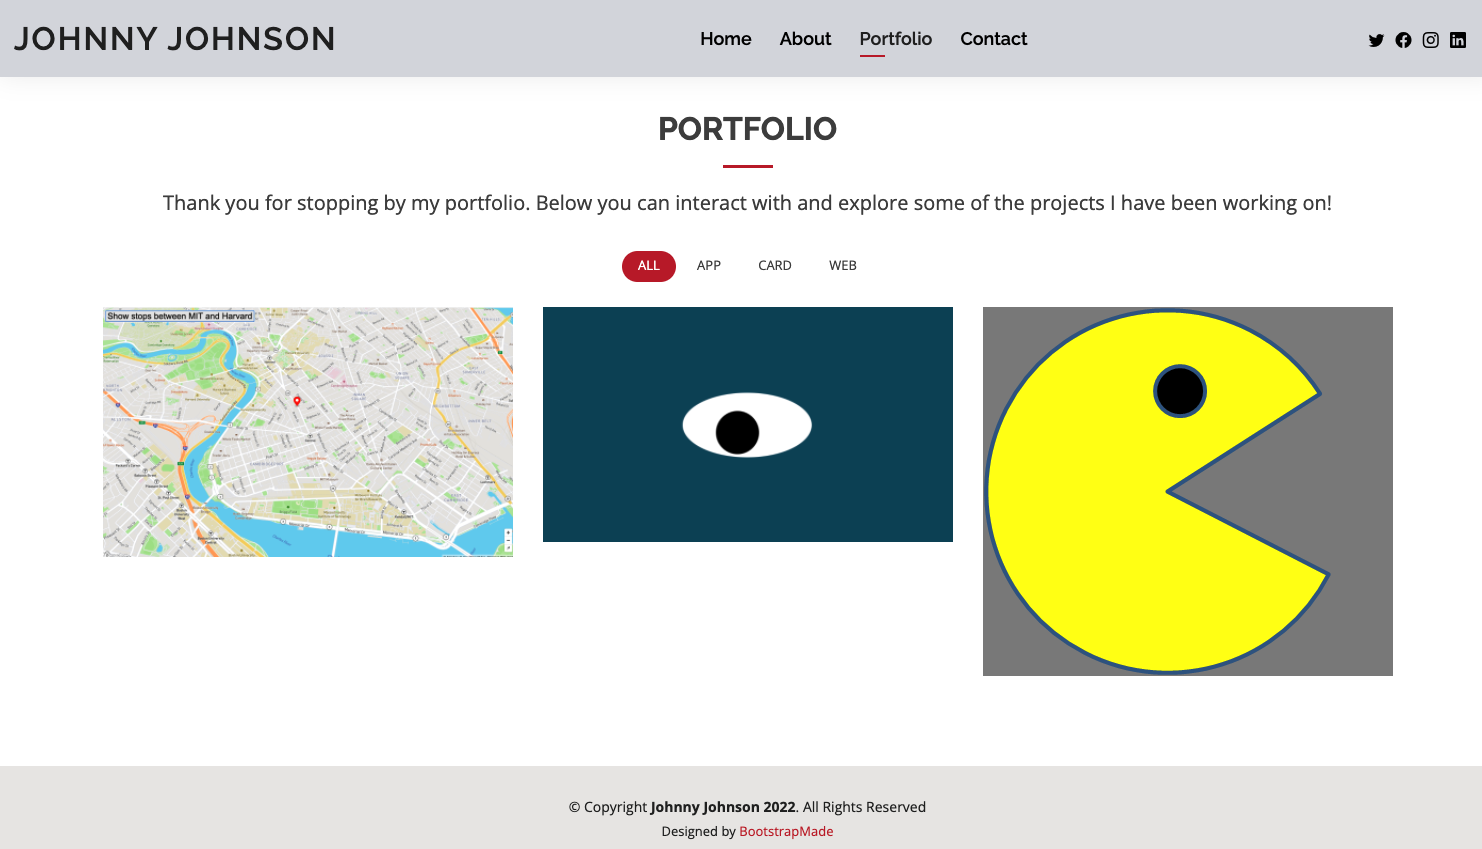 JOHNNY JOHNSON
Home About Portfolio Contact
PORTFOLIO
Thank you for stopping by my portfolio. Below you can interact with and explore some of the projects I have been working on!
ALL APP CARD WEB
Show stops between MIT and Harvard
© Copyright Johnny Johnson 2022. All Rights Reserved
Designed by BootstrapMade